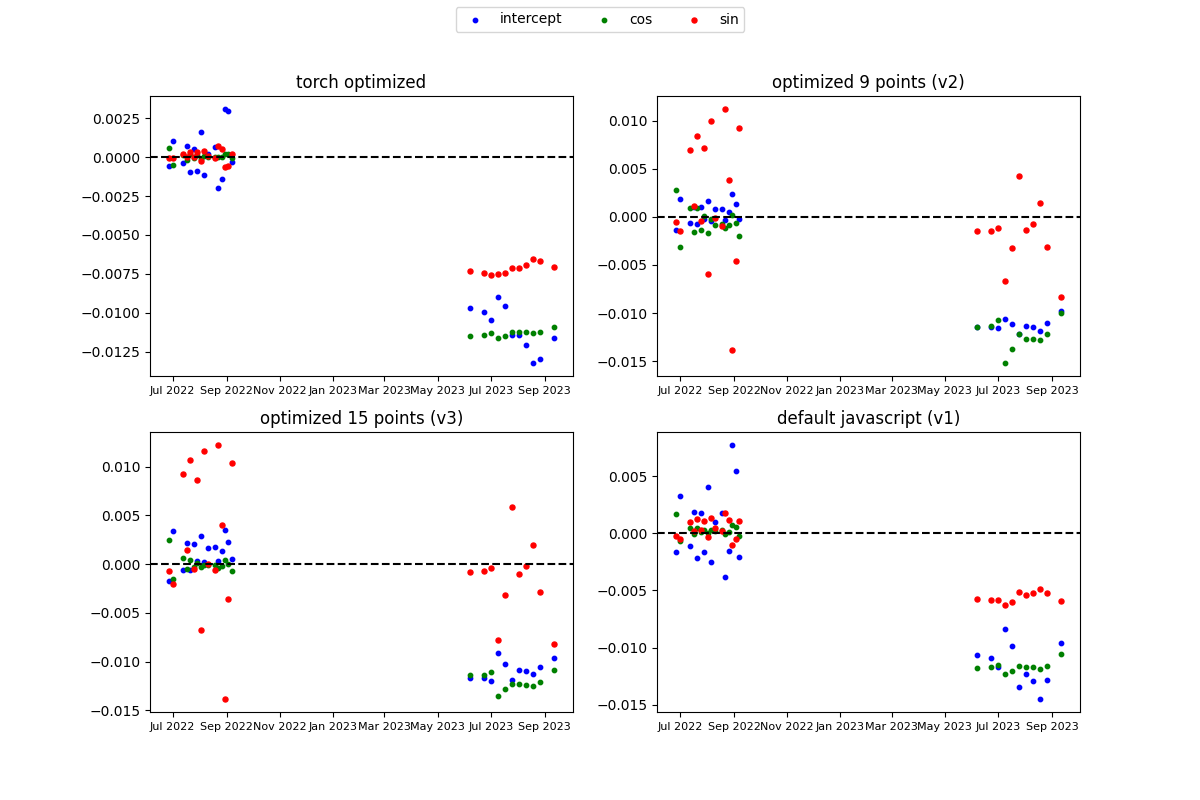 intercept cos sin
torch optimized
0.0025
0.0000
−0.0025
−0.0050
−0.0075
−0.0100
−0.0125
Jul 2022 Sep 2022 Nov 2022 Jan 2023 Mar 2023 May 2023 Jul 2023 Sep 2023
optimized 9 points (v2)
0.010
0.005
0.000
−0.005
−0.010
−0.015
Jul 2022 Sep 2022 Nov 2022 Jan 2023 Mar 2023 May 2023 Jul 2023 Sep 2023
optimized 15 points (v3)
0.010
0.005
0.000
−0.005
−0.010
−0.015
Jul 2022 Sep 2022 Nov 2022 Jan 2023 Mar 2023 May 2023 Jul 2023 Sep 2023
default javascript (v1)
0.005
0.000
−0.005
−0.010
−0.015
Jul 2022 Sep 2022 Nov 2022 Jan 2023 Mar 2023 May 2023 Jul 2023 Sep 2023